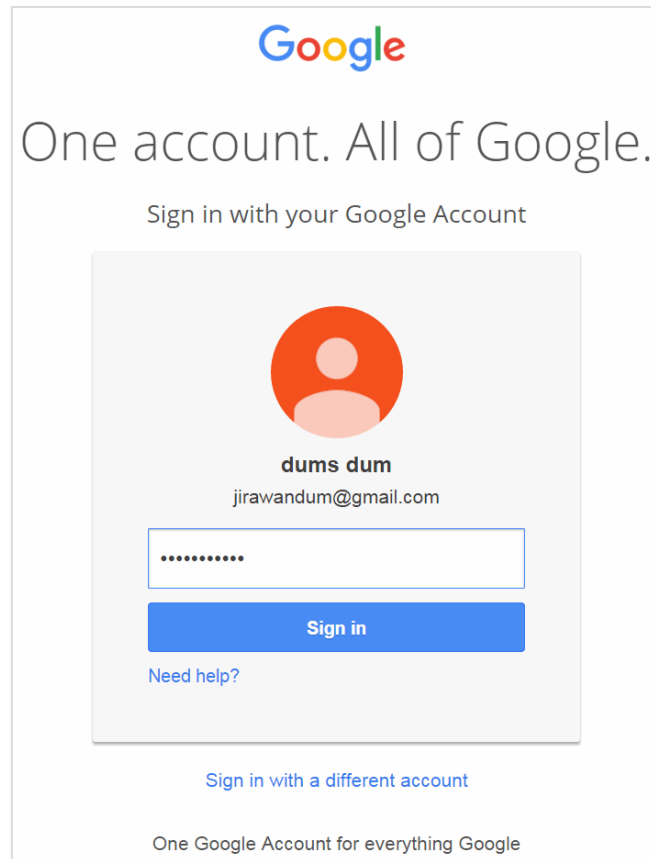 Google
One account. All of Google.
Sign in with your Google Account
dums dum
jirawandum@gmail.com
•••••••••••
Sign in
Need help?
Sign in with a different account
One Google Account for everything Google